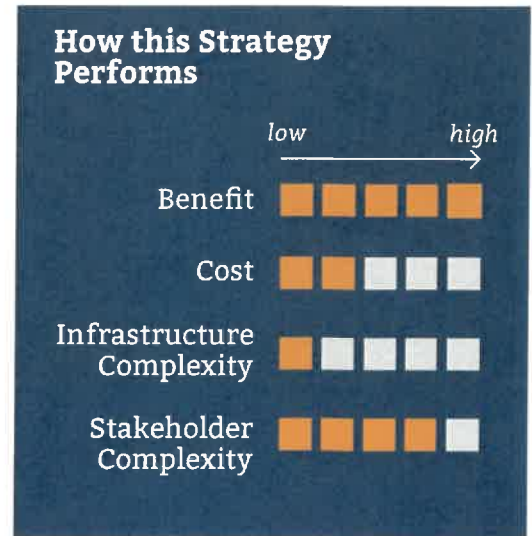 How this Strategy
Performs
low high
Benefit
Cost
Infrastructure
Complexity
Stakeholder
Complexity